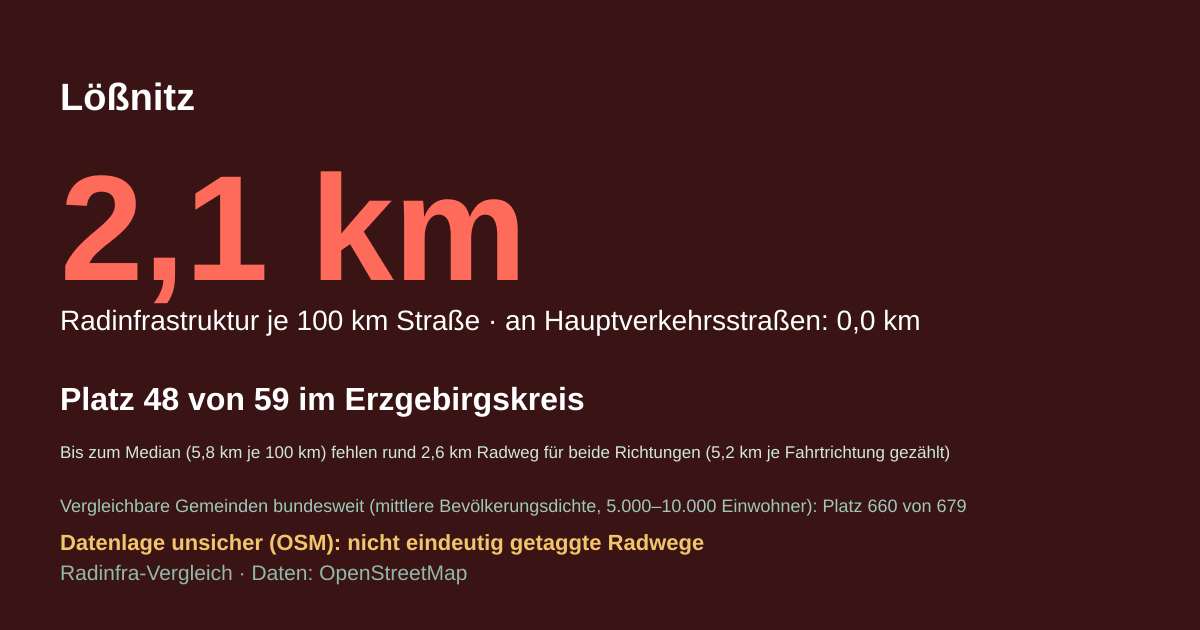 Lößnitz
2,1 km
Radinfrastruktur je 100 km Straße · an Hauptverkehrsstraßen: 0,0 km
Platz 48 von 59 im Erzgebirgskreis
Bis zum Median (5,8 km je 100 km) fehlen rund 2,6 km Radweg für beide Richtungen (5,2 km je Fahrtrichtung gezählt)
Vergleichbare Gemeinden bundesweit (mittlere Bevölkerungsdichte, 5.000–10.000 Einwohner): Platz 660 von 679
Datenlage unsicher (OSM): nicht eindeutig getaggte Radwege
Radinfra-Vergleich · Daten: OpenStreetMap